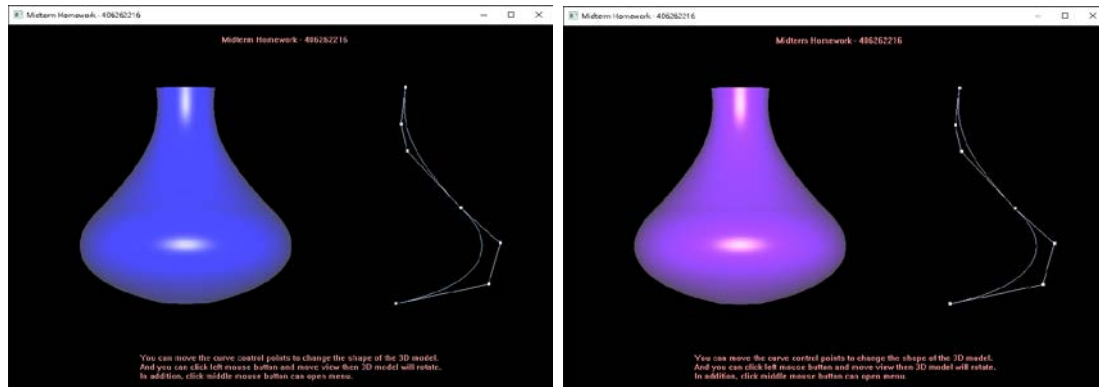 Midterm Homework - 406262216
Midterm Homework - 406262216
You can move the curve control points to change the shape of the 3D model.
And you can click left mouse button and move view then 3D model will rotate.
In addition, click middle mouse button can open menu.
Midterm Homework - 406262216
Midterm Homework - 406262216
You can move the curve control points to change the shape of the 3D model.
And you can click left mouse button and move view then 3D model will rotate.
In addition, click middle mouse button can open menu.